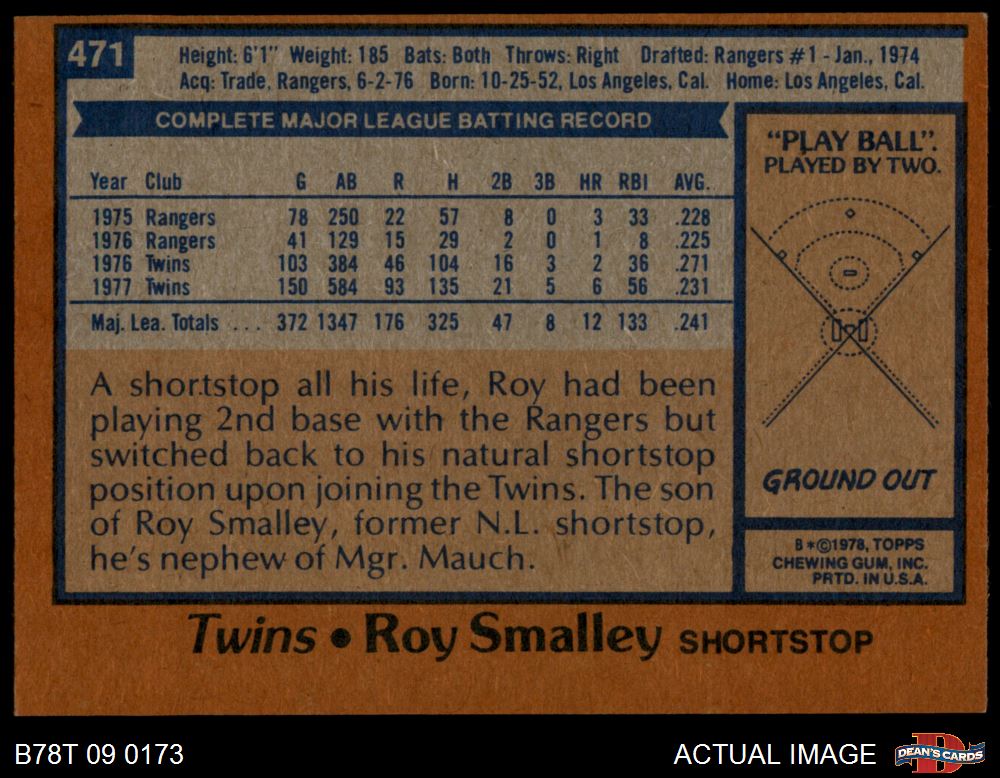 471
Height: 6'1" Weight: 185 Bats: Both Throws: Right Drafted: Rangers #1 - Jan., 1974
Acq: Trade, Rangers, 6-2-76 Born: 10-25-52, Los Angeles, Cal. Home: Los Angeles, Cal.
COMPLETE MAJOR LEAGUE BATTING RECORD
Year Club G AB R H 2B 3B HR RBI AVG.
1975 Rangers 78 250 22 57 8 0 3 33 .228
1976 Rangers 41 129 15 29 2 0 1 8 .225
1976 Twins 103 384 46 104 16 3 2 36 .271
1977 Twins 150 584 93 135 21 5 6 56 .231
Maj. Lea. Totals ... 372 1347 176 325 47 8 12 133 .241
A shortstop all his life, Roy had been
playing 2nd base with the Rangers but
switched back to his natural shortstop
position upon joining the Twins. The son
of Roy Smalley, former N.L. shortstop,
he's nephew of Mgr. Mauch.
"PLAY BALL".
PLAYED BY TWO.
GROUND OUT
B*©1978, TOPPS
CHEWING GUM, INC.
PRTD. IN U.S.A.
Twins • Roy Smalley SHORTSTOP
B78T 09 0173
ACTUAL IMAGE
DEAN'S CARDS